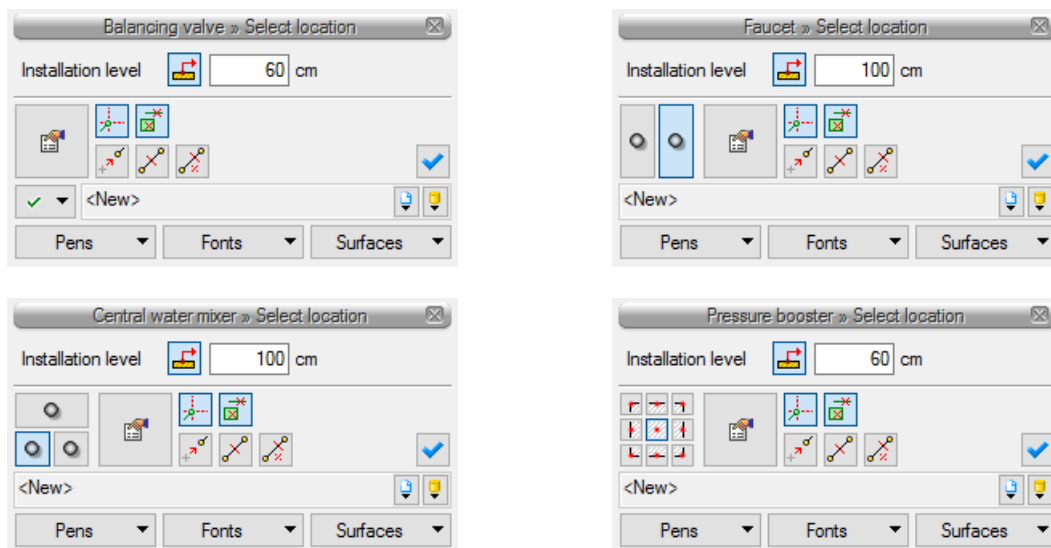 Balancing valve » Select location
Installation level 60 cm
<New>
Pens Fonts Surfaces
Faucet » Select location
Installation level 100 cm
<New>
Pens Fonts Surfaces
Central water mixer » Select location
Installation level 100 cm
<New>
Pens Fonts Surfaces
Pressure booster » Select location
Installation level 60 cm
<New>
Pens Fonts Surfaces